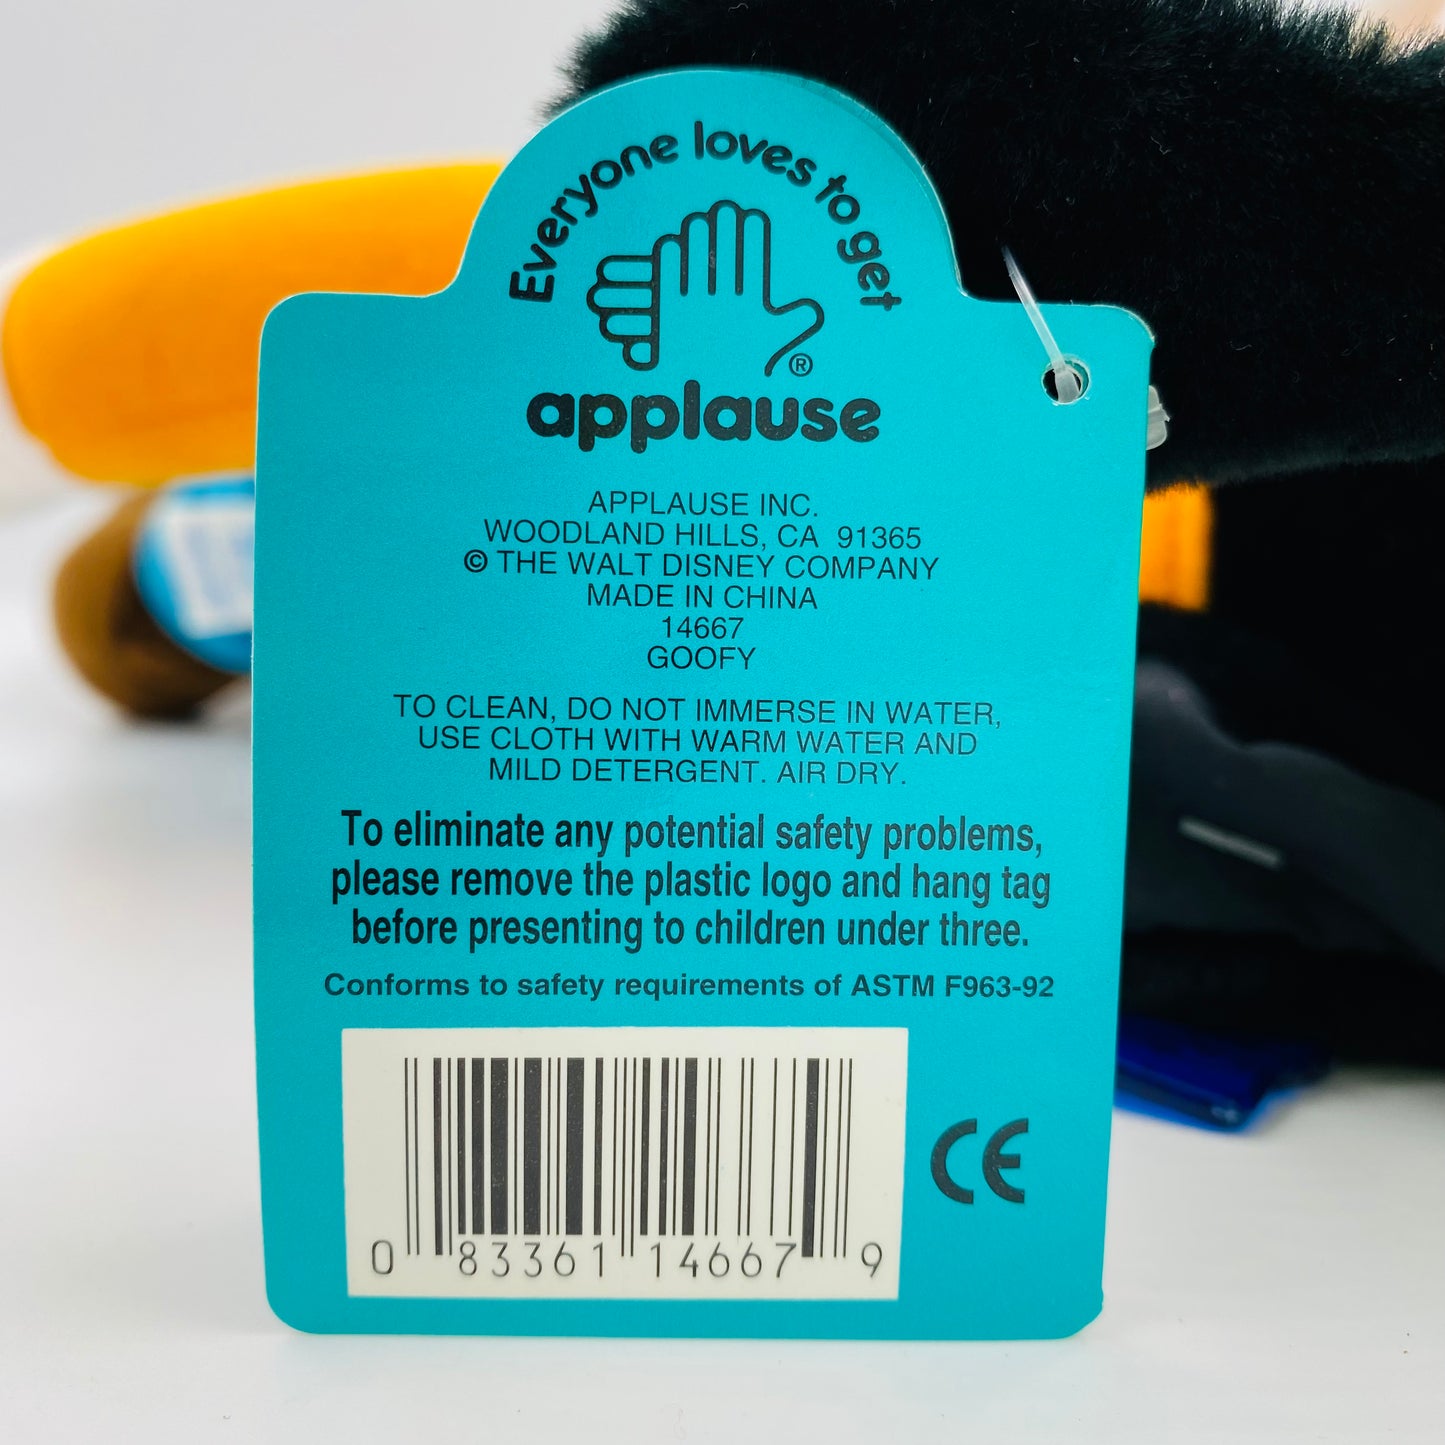 Everyone loves to get
®
applause
APPLAUSE INC.
WOODLAND HILLS, CA 91365
© THE WALT DISNEY COMPANY
MADE IN CHINA
14667
GOOFY
TO CLEAN, DO NOT IMMERSE IN WATER,
USE CLOTH WITH WARM WATER AND
MILD DETERGENT. AIR DRY.
To eliminate any potential safety problems,
please remove the plastic logo and hang tag
before presenting to children under three.
Conforms to safety requirements of ASTM F963-92
CE
0 83361 14667 9